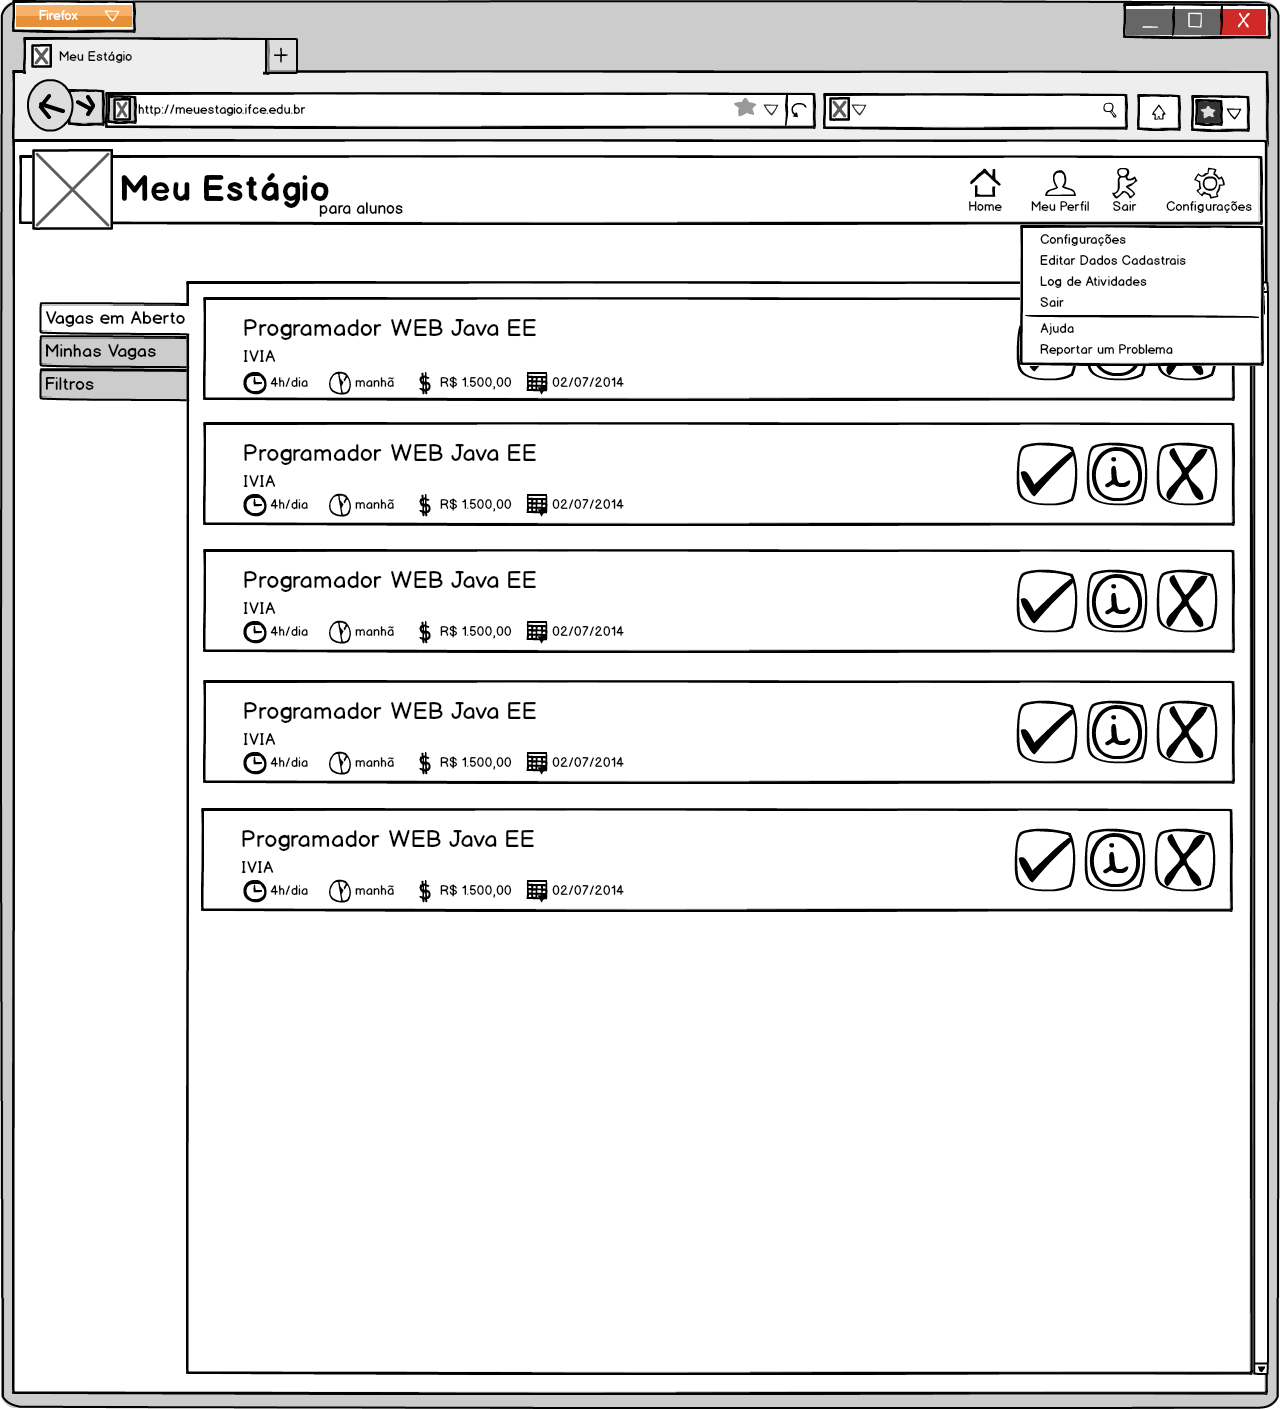 Firefox
Meu Estágio
http://meuestagio.ifce.edu.br
Meu Estágio
para alunos
Home Meu Perfil Sair Configurações
Configurações
Editar Dados Cadastrais
Log de Atividades
Sair
Ajuda
Reportar um Problema
Vagas em Aberto
Minhas Vagas
Filtros
Programador WEB Java EE
IVIA
4h/dia manhã $ R$ 1.500,00 02/07/2014
Programador WEB Java EE
IVIA
4h/dia manhã $ R$ 1.500,00 02/07/2014
Programador WEB Java EE
IVIA
4h/dia manhã $ R$ 1.500,00 02/07/2014
Programador WEB Java EE
IVIA
4h/dia manhã $ R$ 1.500,00 02/07/2014
Programador WEB Java EE
IVIA
4h/dia manhã $ R$ 1.500,00 02/07/2014